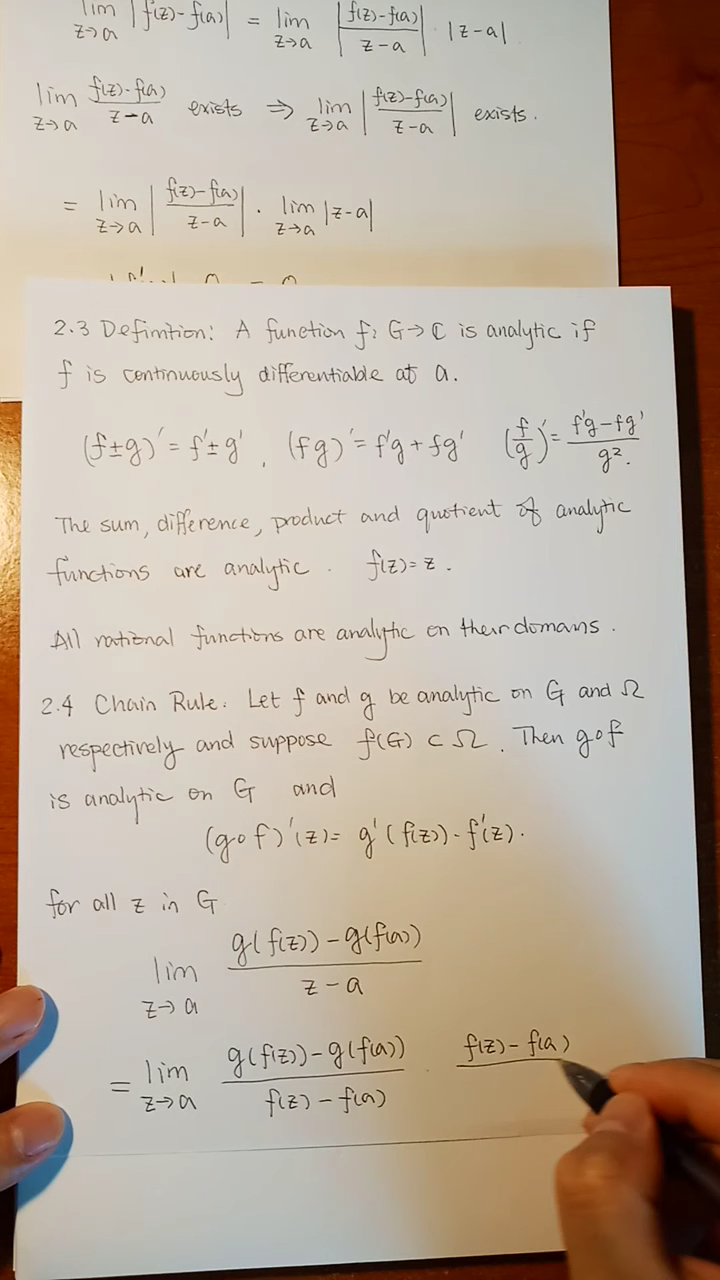 lim z→a |f(z)-f(a)| = lim z→a |f(z)-f(a)/z-a| · |z-a|
lim z→a f(z)-f(a)/z-a exists ⇒ lim z→a |f(z)-f(a)/z-a| exists.
= lim z→a |f(z)-f(a)/z-a| · lim z→a |z-a|
2.3 Defintion: A function f: G→ℂ is analytic if
f is continuously differentiable at a.
(f±g)' = f'±g' , (fg)' = f'g + fg' (f/g)' = f'g-fg'/g².
The sum, difference, product and quotient of analytic
functions are analytic. f(z)=z.
All rational functions are analytic on their domans.
2.4 Chain Rule. Let f and g be analytic on G and Ω
respectively and suppose f(G) ⊂ Ω. Then g∘f
is analytic on G and
(g∘f)'(z) = g'(f(z)) · f'(z).
for all z in G
lim z→a g(f(z))-g(f(a))/z-a
= lim z→a g(f(z))-g(f(a))/f(z)-f(a) · f(z)-f(a)